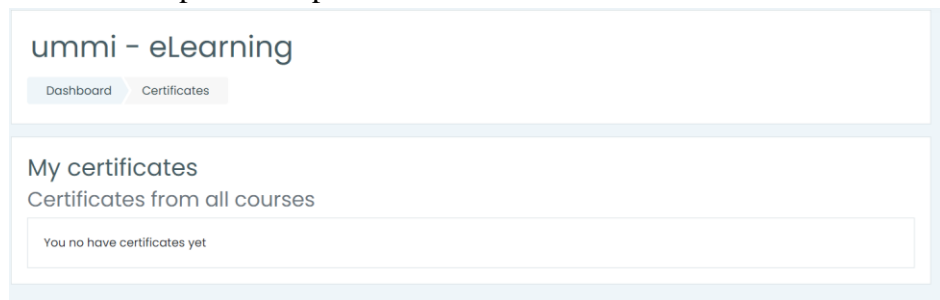 ummi - eLearning
Dashboard Certificates
My certificates
Certificates from all courses
You no have certificates yet